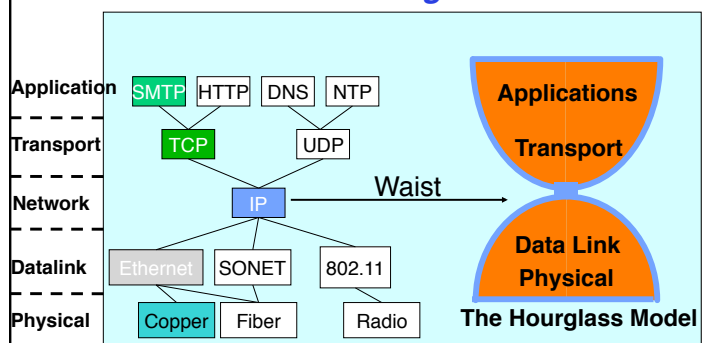 Application
SMTP HTTP DNS NTP
Applications
Transport
TCP UDP
Transport
Waist
Network
IP
Data Link
Datalink
Ethernet SONET 802.11
Physical
Physical
Copper Fiber Radio
The Hourglass Model